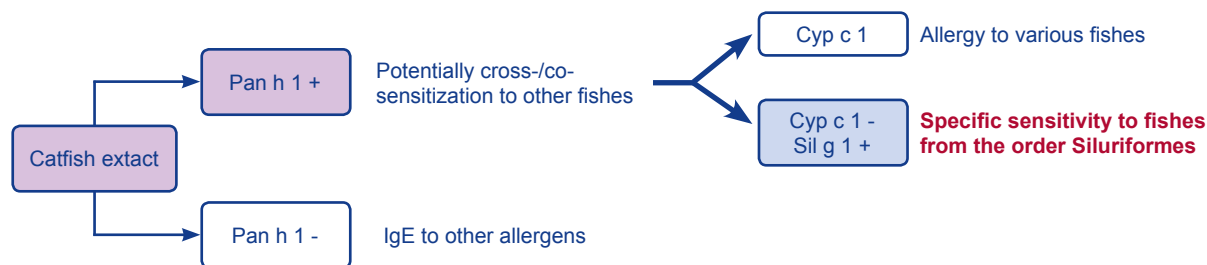 Catfish extact
Pan h 1 +
Potentially cross-/co-
sensitization to other fishes
Cyp c 1
Allergy to various fishes
Cyp c 1 -
Sil g 1 +
Specific sensitivity to fishes
from the order Siluriformes
Pan h 1 -
IgE to other allergens